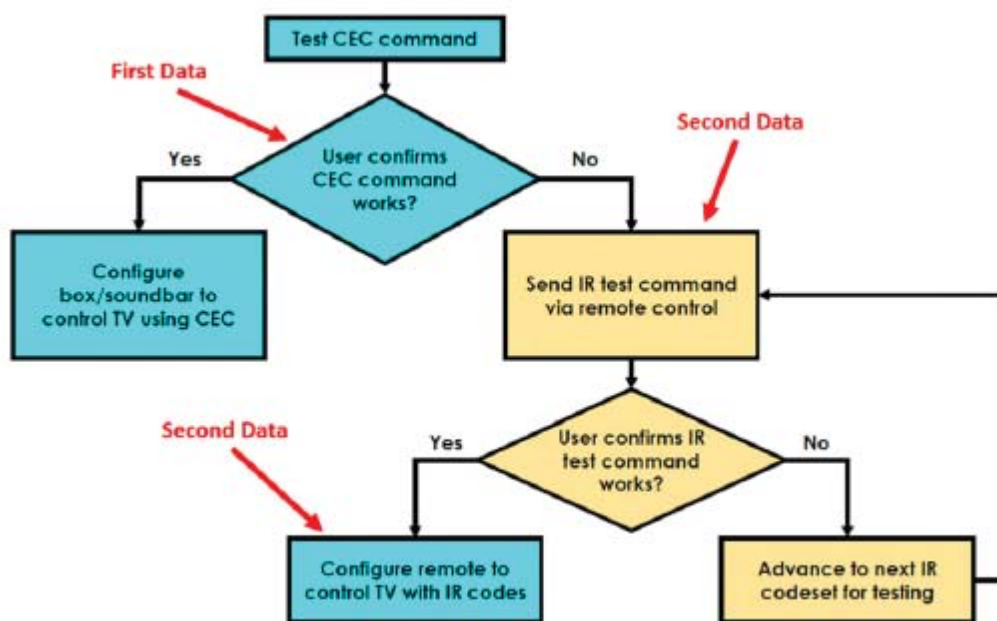 Test CEC command
First Data
Second Data
Yes
User confirms
CEC command
works?
No
Configure
box/soundbar to
control TV using CEC
Send IR test command
via remote control
Second Data
Yes
User confirms IR
test command
works?
No
Configure remote to
control TV with IR codes
Advance to next IR
codeset for testing